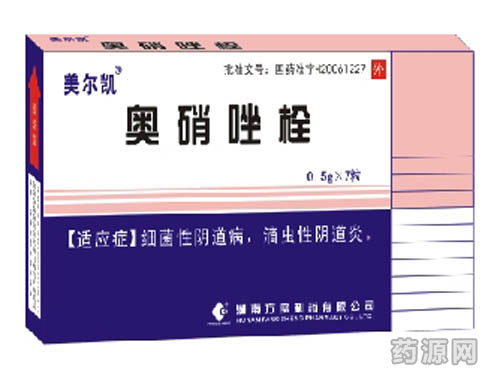 奥硝唑栓
美尔凯®
批准文号：国药准字H20061227 外
奥硝唑栓
0.5g×7粒
【适应症】细菌性阴道病，滴虫性阴道炎。
湖南方盛制药有限公司
药源网